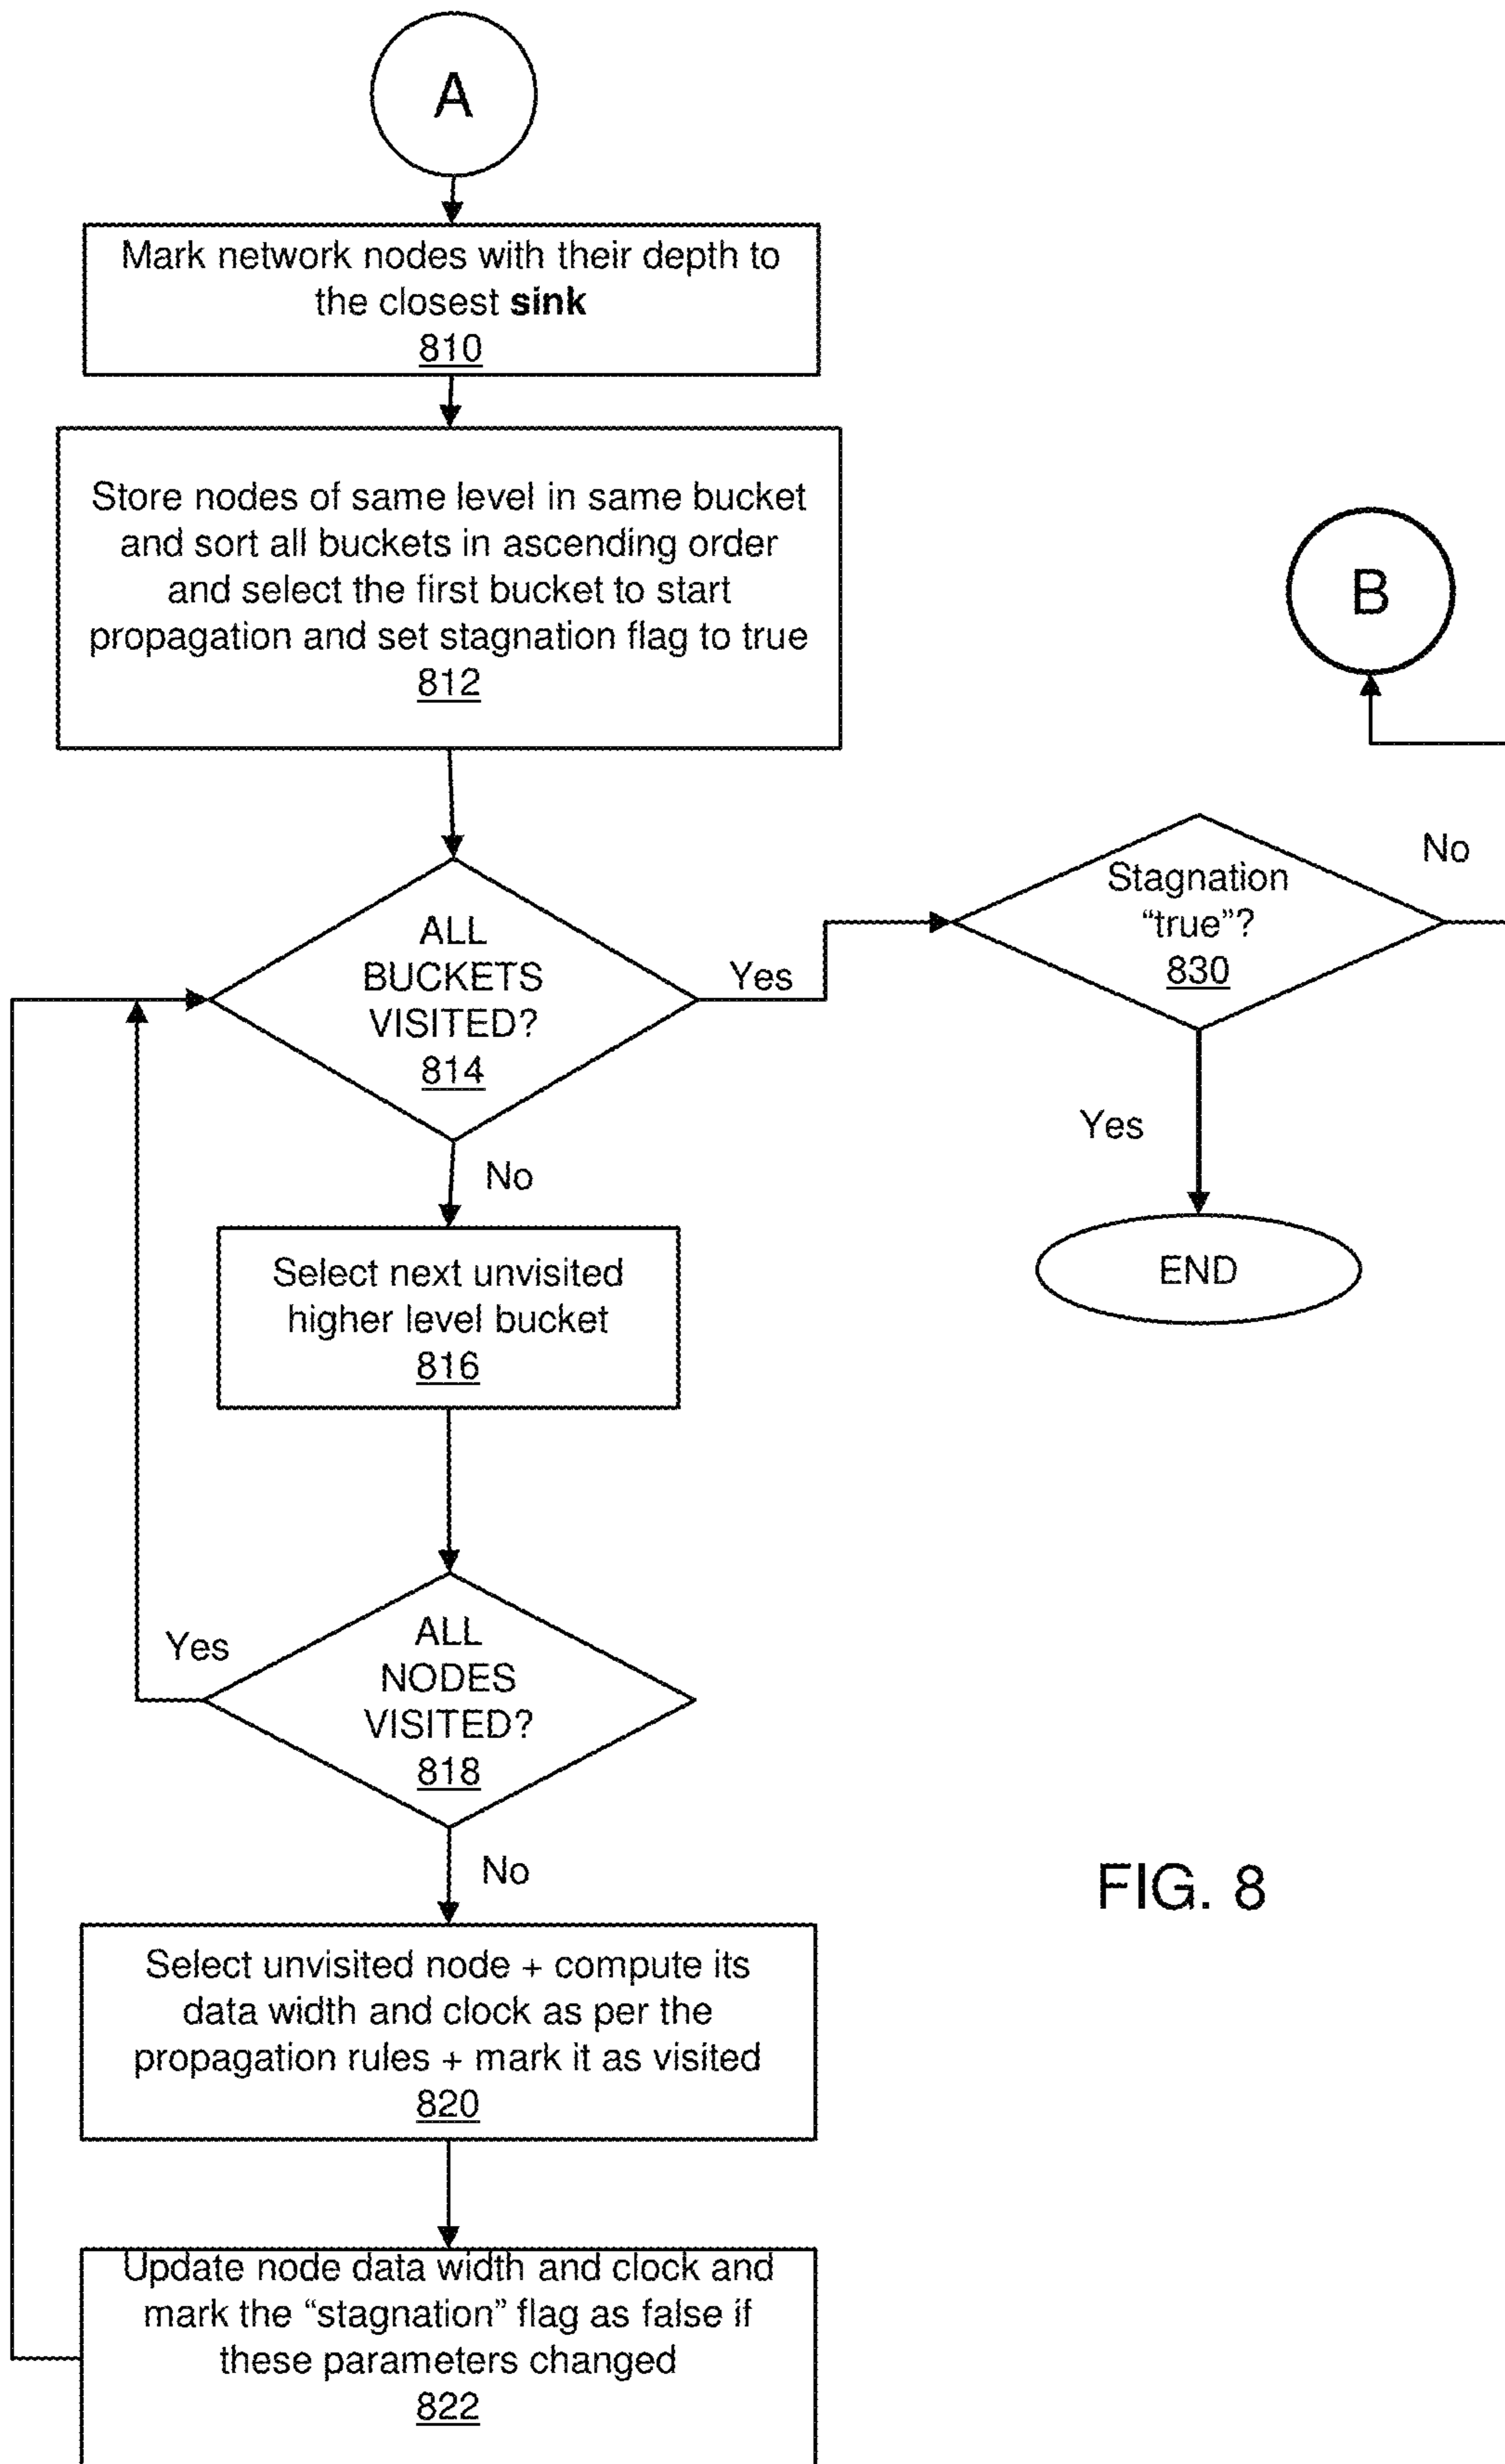 A
Mark network nodes with their depth to
the closest sink
810
Store nodes of same level in same bucket
and sort all buckets in ascending order
and select the first bucket to start
propagation and set stagnation flag to true
812
B
ALL
BUCKETS
VISITED?
814
Yes
No
Stagnation
“true”?
830
No
Yes
END
Select next unvisited
higher level bucket
816
ALL
NODES
VISITED?
818
Yes
No
Select unvisited node + compute its
data width and clock as per the
propagation rules + mark it as visited
820
Update node data width and clock and
mark the “stagnation” flag as false if
these parameters changed
822
FIG. 8